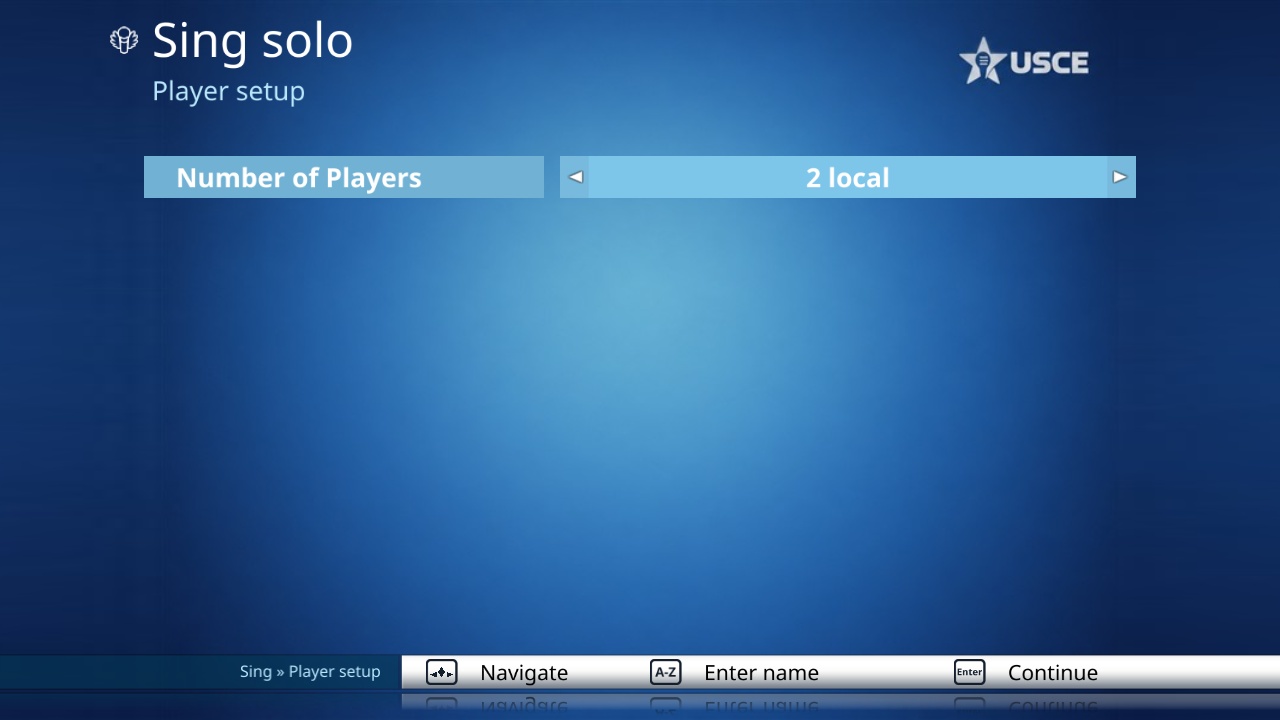 Sing solo
USCE
Player setup
Number of Players
2 local
Sing » Player setup
Navigate
A-Z
Enter name
Enter
Continue